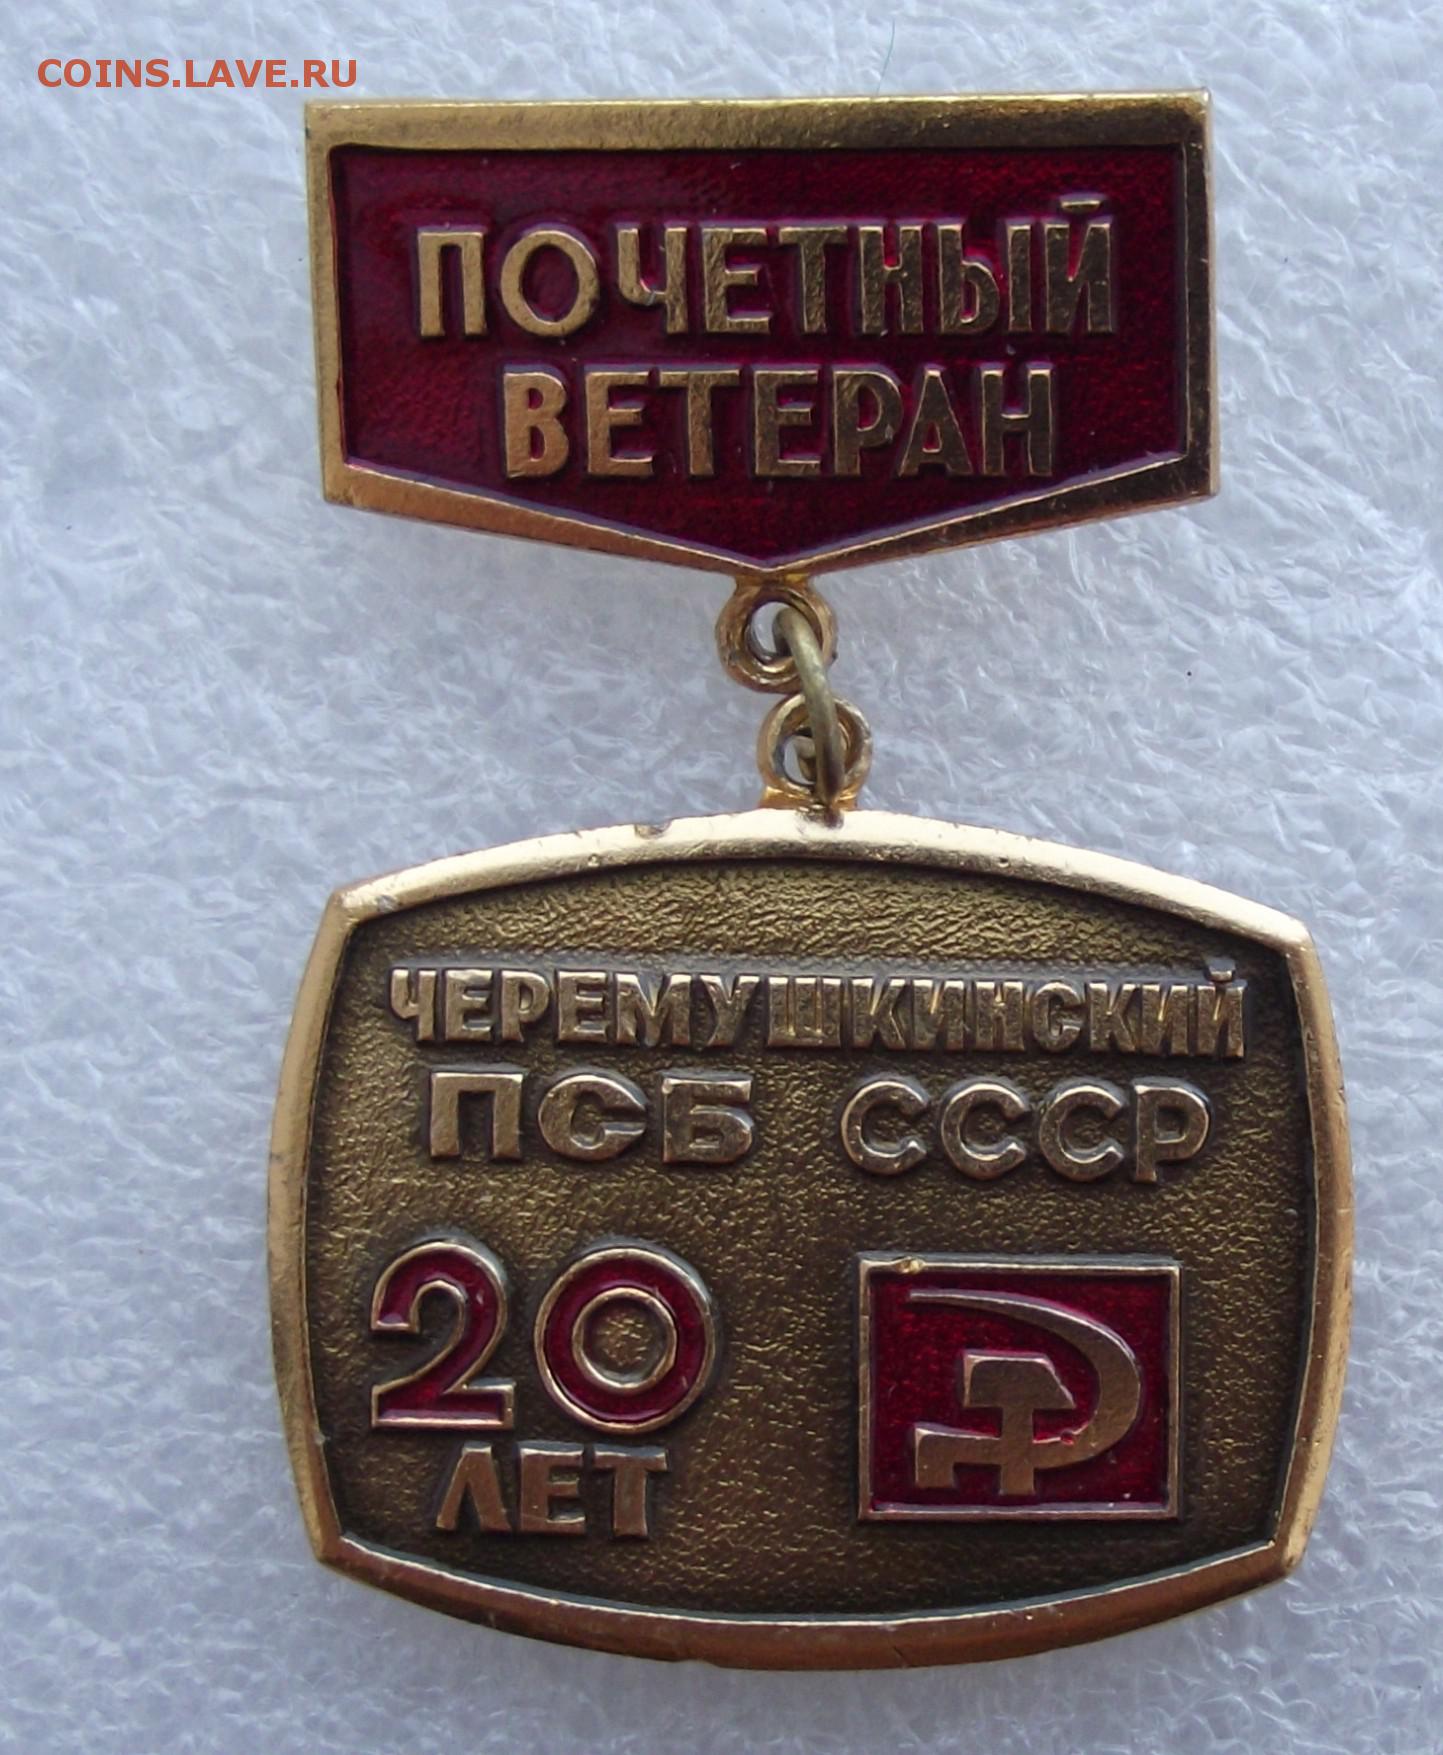 COINS.LAVE.RU
ПОЧЕТНЫЙ
ВЕТЕРАН
ЧЕРЕМУШКИНСКИЙ
ПСБ СССР
20
ЛЕТ